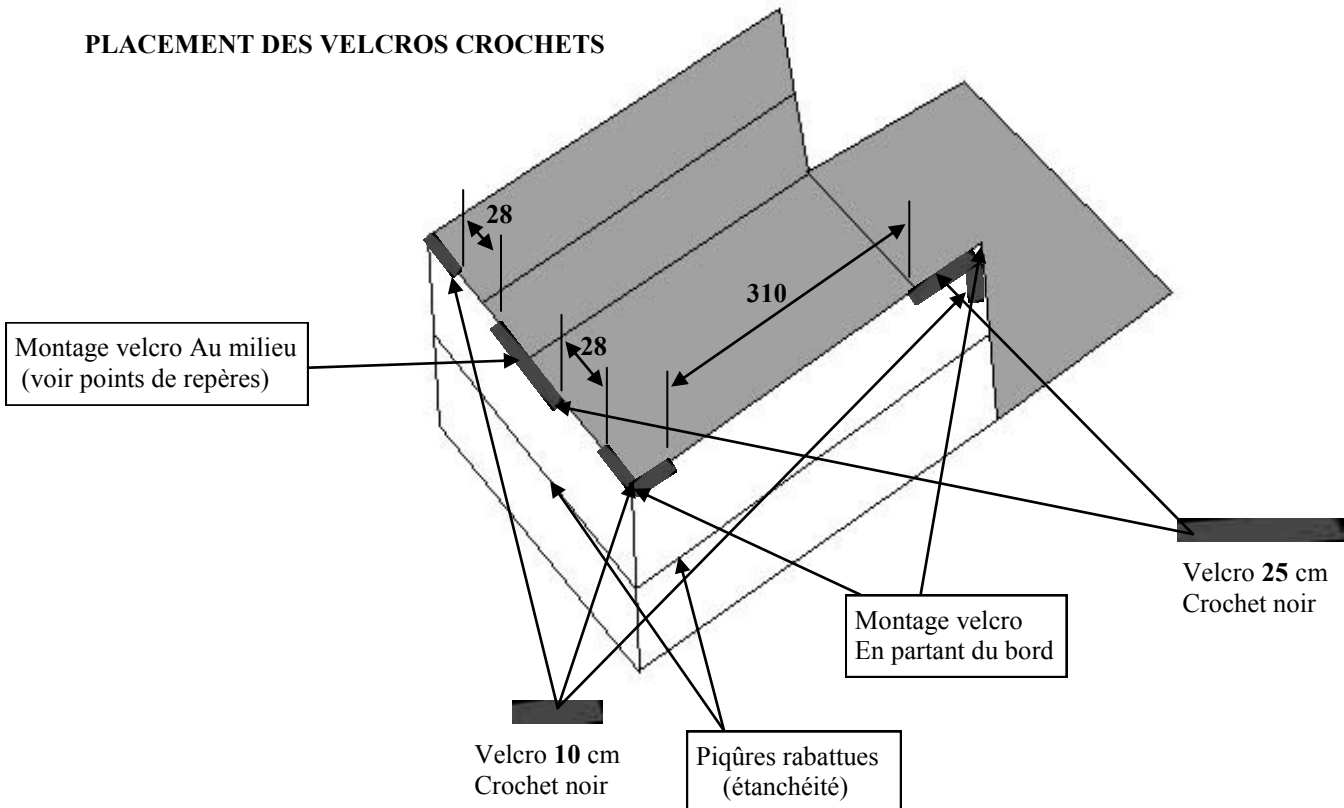 PLACEMENT DES VELCROS CROCHETS
28
310
28
Montage velcro Au milieu
(voir points de repères)
Velcro 25 cm
Crochet noir
Montage velcro
En partant du bord
Velcro 10 cm
Crochet noir
Piqûres rabattues
(étanchéité)